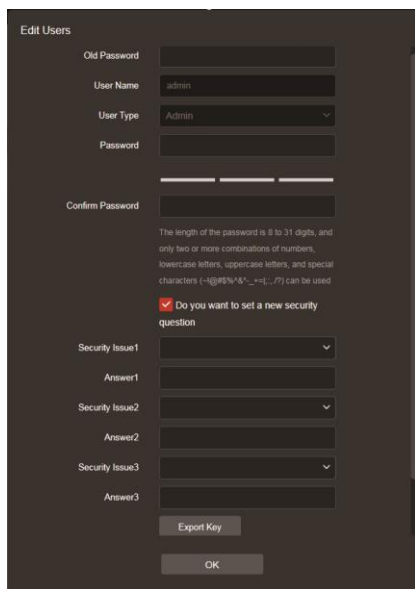 Edit Users
Old Password
User Name admin
User Type Admin
Password
Confirm Password
The length of the password is 8 to 31 digits, and
only two or more combinations of numbers,
lowercase letters, uppercase letters, and special
characters can be used
Do you want to set a new security
question
Security Issue1
Answer1
Security Issue2
Answer2
Security Issue3
Answer3
Export Key
OK